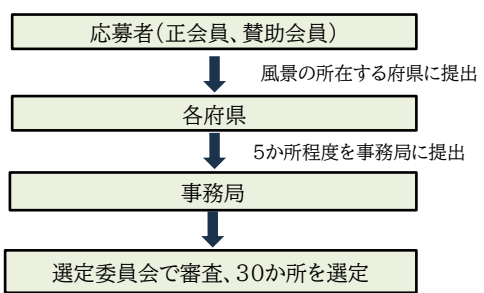 応募者(正会員、賛助会員)
風景の所在する府県に提出
各府県
5か所程度を事務局に提出
事務局
選定委員会で審査、30か所を選定